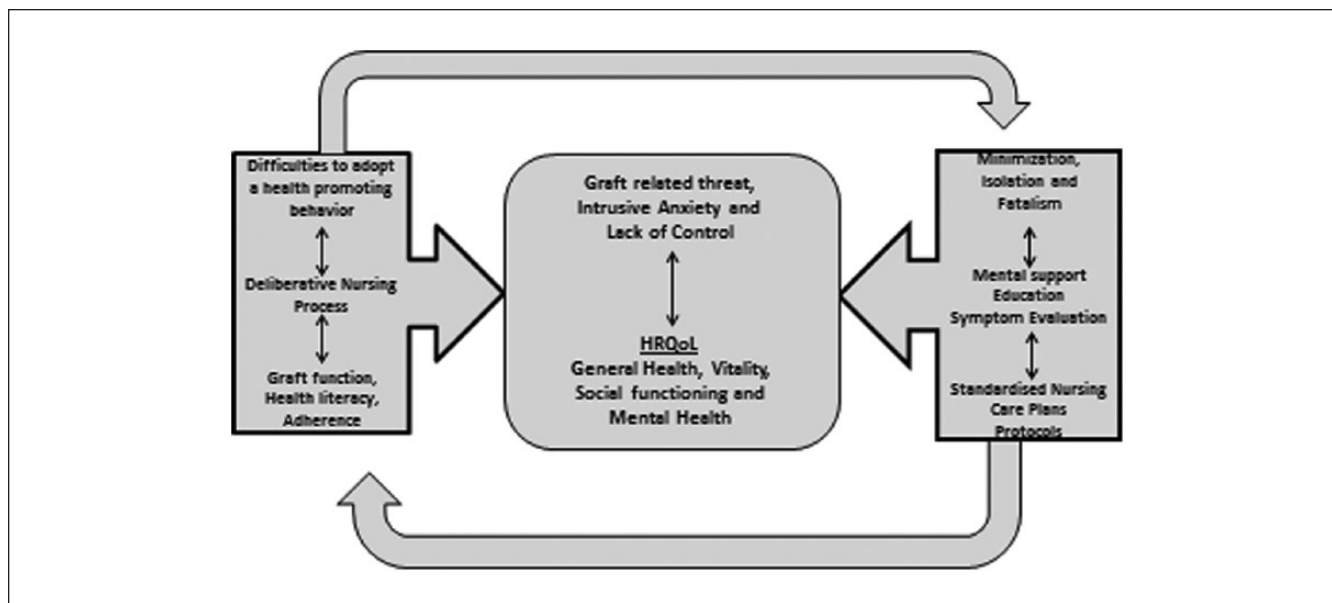 Difficulties to adopt
a health promoting
behavior
Deliberative Nursing
Process
Graft function,
Health literacy,
Adherence
Graft related threat,
Intrusive Anxiety and
Lack of Control
HRQoL
General Health, Vitality,
Social functioning and
Mental Health
Minimization,
Isolation and
Fatalism
Mental support
Education
Symptom Evaluation
Standardised Nursing
Care Plans
Protocols